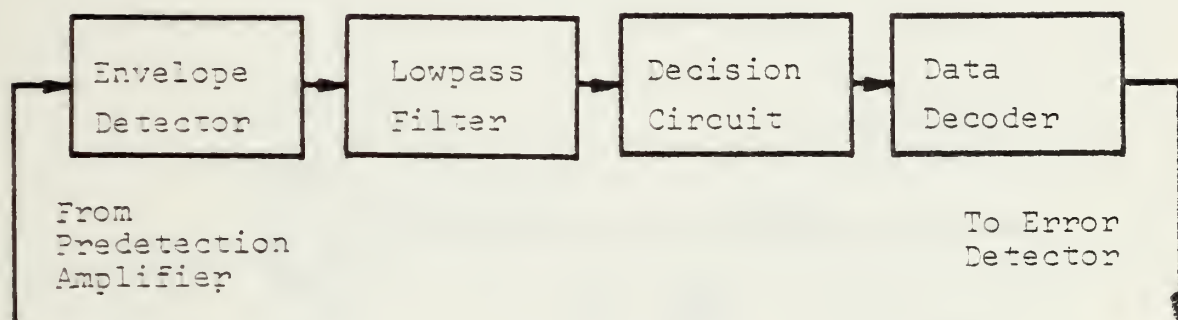 Envelope
Detector
Lowpass
Filter
Decision
Circuit
Data
Decoder
From
Predetection
Amplifier
To Error
Detector